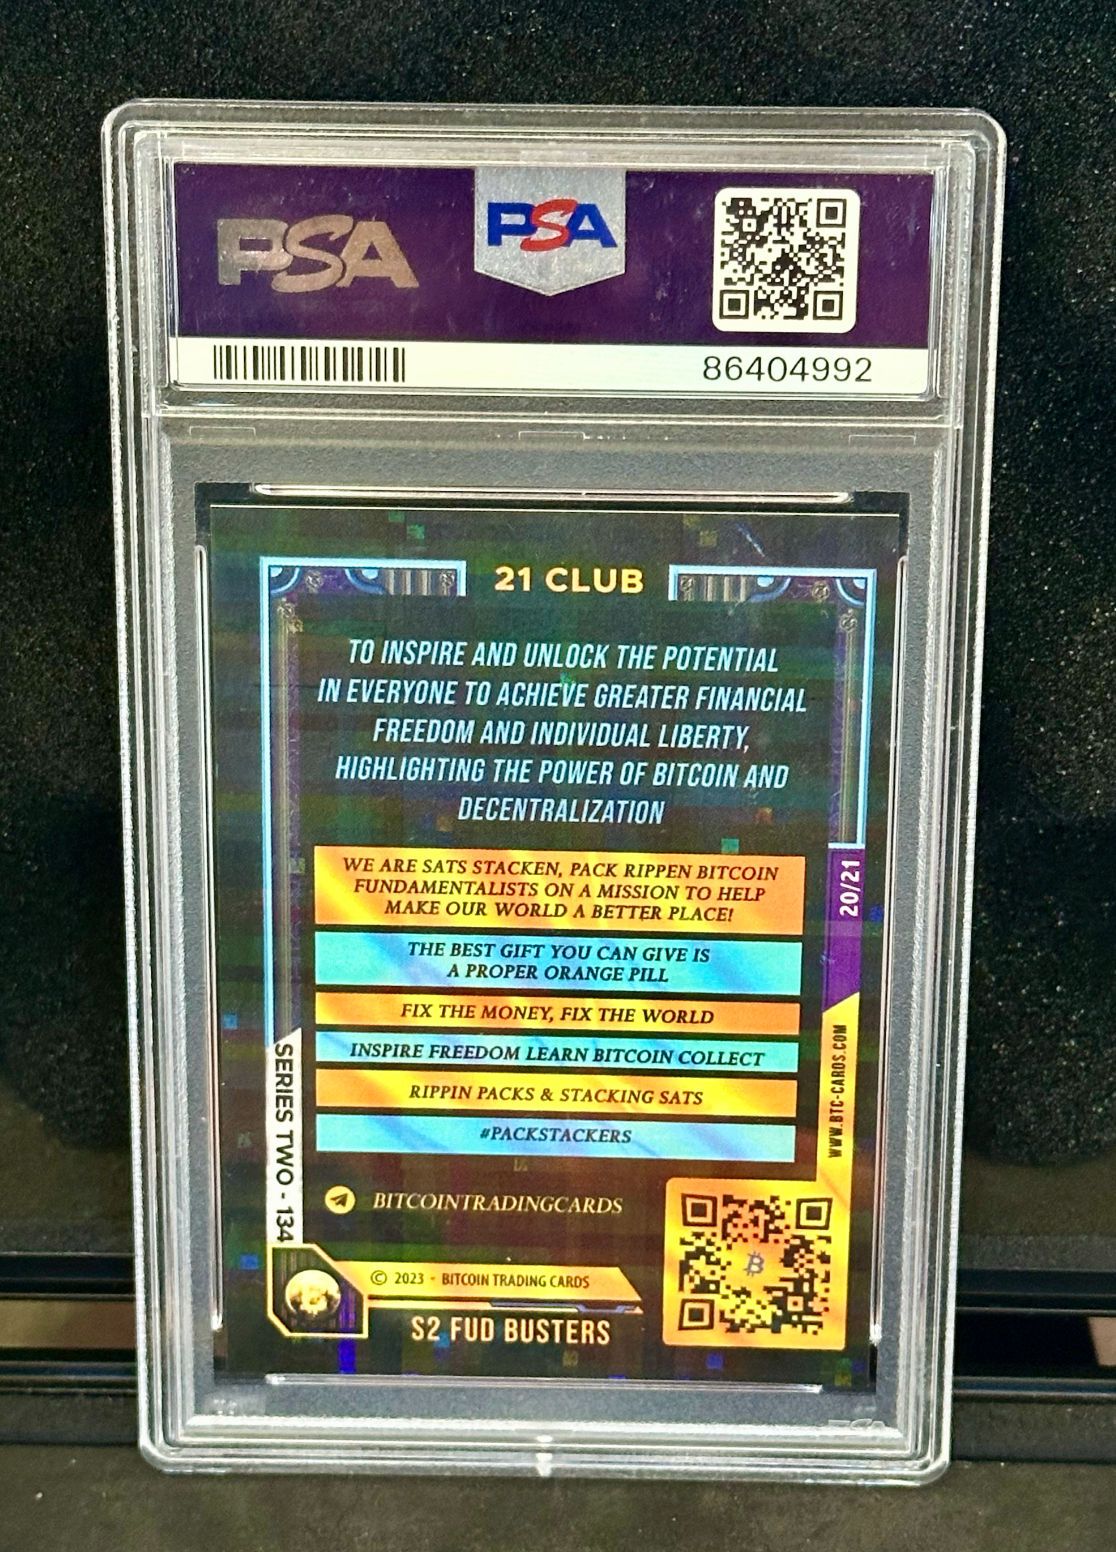 PSA
PSA
86404992
21 CLUB
TO INSPIRE AND UNLOCK THE POTENTIAL
IN EVERYONE TO ACHIEVE GREATER FINANCIAL
FREEDOM AND INDIVIDUAL LIBERTY,
HIGHLIGHTING THE POWER OF BITCOIN AND
DECENTRALIZATION
WE ARE SATS STACKEN, PACK RIPPEN BITCOIN
FUNDAMENTALISTS ON A MISSION TO HELP
MAKE OUR WORLD A BETTER PLACE!
THE BEST GIFT YOU CAN GIVE IS
A PROPER ORANGE PILL
FIX THE MONEY, FIX THE WORLD
INSPIRE FREEDOM LEARN BITCOIN COLLECT
RIPPIN PACKS & STACKING SATS
#PACKSTACKERS
20/21
WWW.BTC-CARDS.COM
SERIES TWO - 134
BITCOINTRADINGCARDS
© 2023 - BITCOIN TRADING CARDS
S2 FUD BUSTERS
PSA